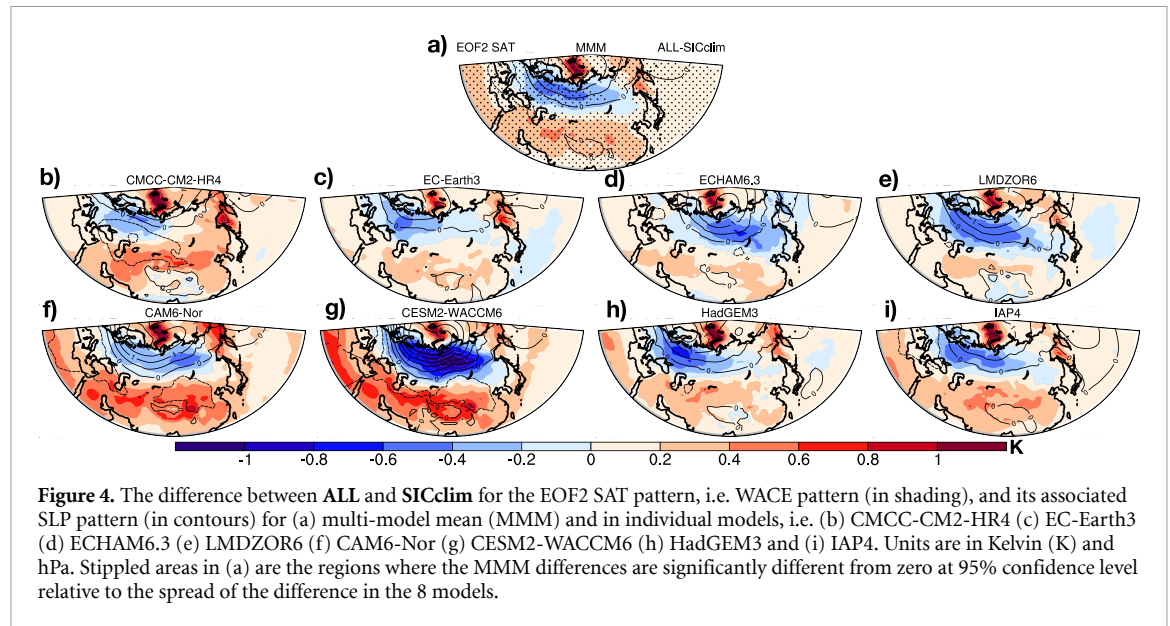 a) EOF2 SAT MMM ALL-SICclim
b) CMCC-CM2-HR4 c) EC-Earth3 d) ECHAM6.3 e) LMDZOR6
f) CAM6-Nor g) CESM2-WACCM6 h) HadGEM3 i) IAP4
-1 -0.8 -0.6 -0.4 -0.2 0 0.2 0.4 0.6 0.8 1 K
Figure 4. The difference between ALL and SICclim for the EOF2 SAT pattern, i.e. WACE pattern (in shading), and its associated
SLP pattern (in contours) for (a) multi-model mean (MMM) and in individual models, i.e. (b) CMCC-CM2-HR4 (c) EC-Earth3
(d) ECHAM6.3 (e) LMDZOR6 (f) CAM6-Nor (g) CESM2-WACCM6 (h) HadGEM3 and (i) IAP4. Units are in Kelvin (K) and
hPa. Stippled areas in (a) are the regions where the MMM differences are significantly different from zero at 95% confidence level
relative to the spread of the difference in the 8 models.